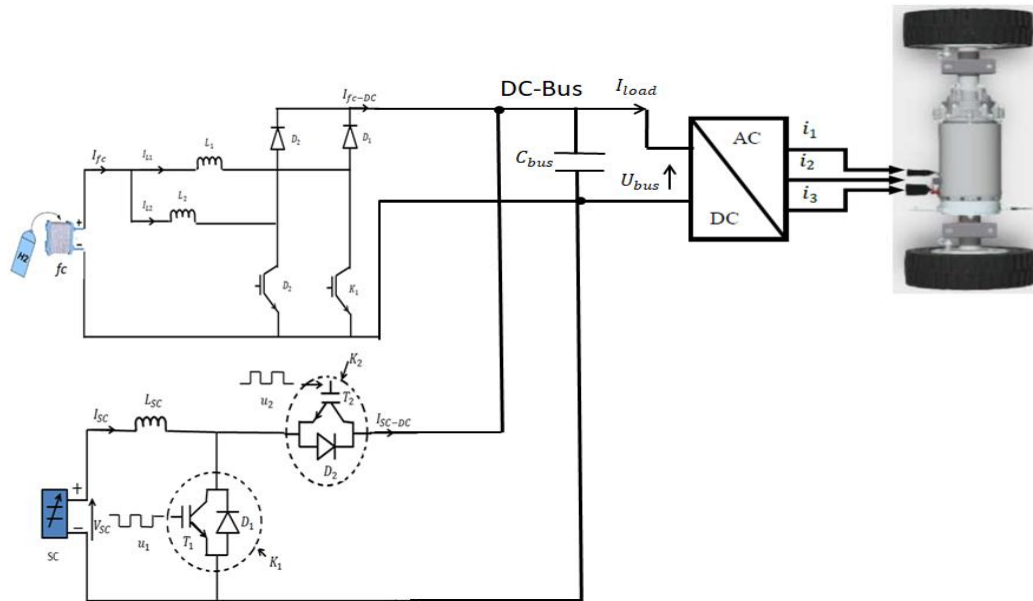 DC-Bus
I_load
I_fc-DC
D_2
D_1
AC
i_1
i_2
i_3
C_bus
U_bus
DC
L_1
I_fc
I_L1
L_2
I_L2
+
−
H2
fc
D_2
K_1
K_2
u_2
T_2
L_SC
I_SC
I_SC-DC
D_2
+
−
V_SC
SC
u_1
T_1
D_1
K_1